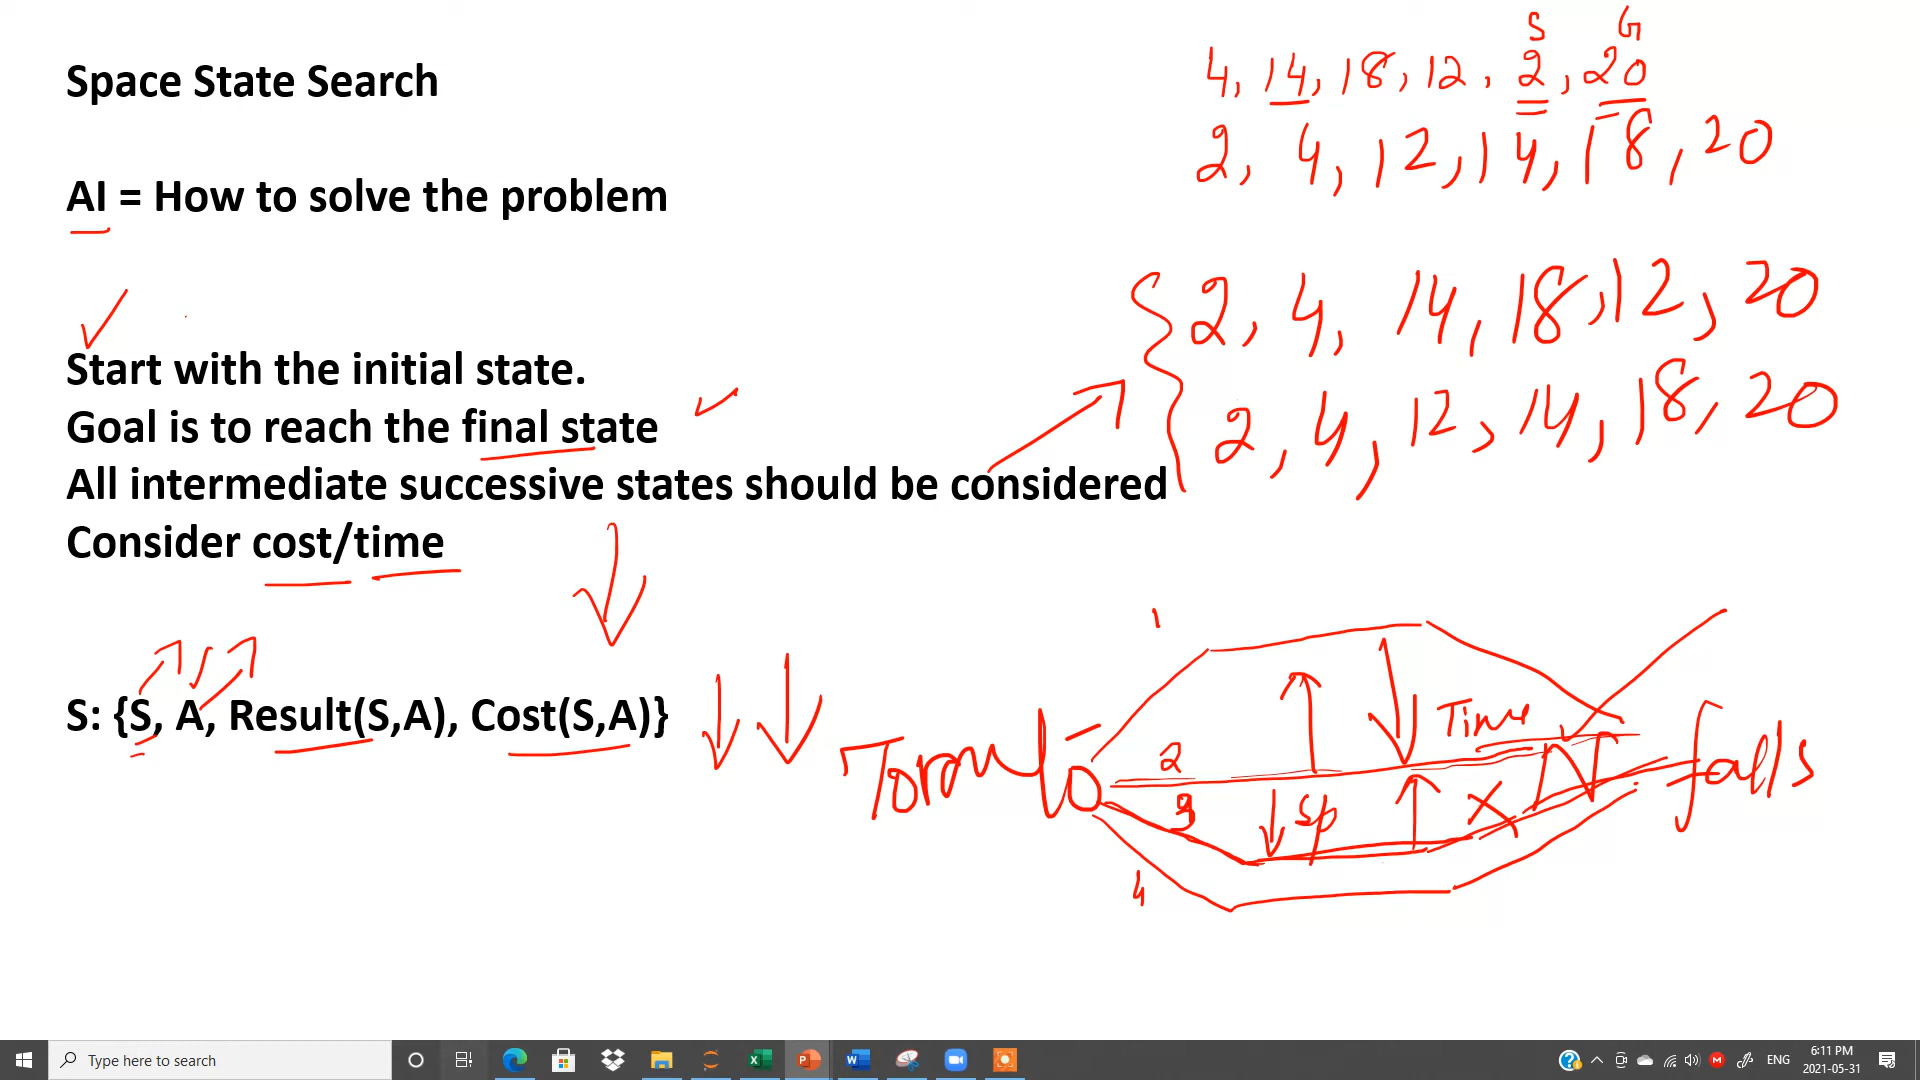 Space State Search
AI = How to solve the problem
Start with the initial state.
Goal is to reach the final state
All intermediate successive states should be considered
Consider cost/time
S: {S, A, Result(S,A), Cost(S,A)}
S G
4, 14, 18, 12, 2, 20
2, 4, 12, 14, 18, 20
2, 4, 14, 18, 12, 20
2, 4, 12, 14, 18, 20
1
Time
Toronto 2 N falls
3 Sp
4
Type here to search
ENG
6:11 PM
2021-05-31